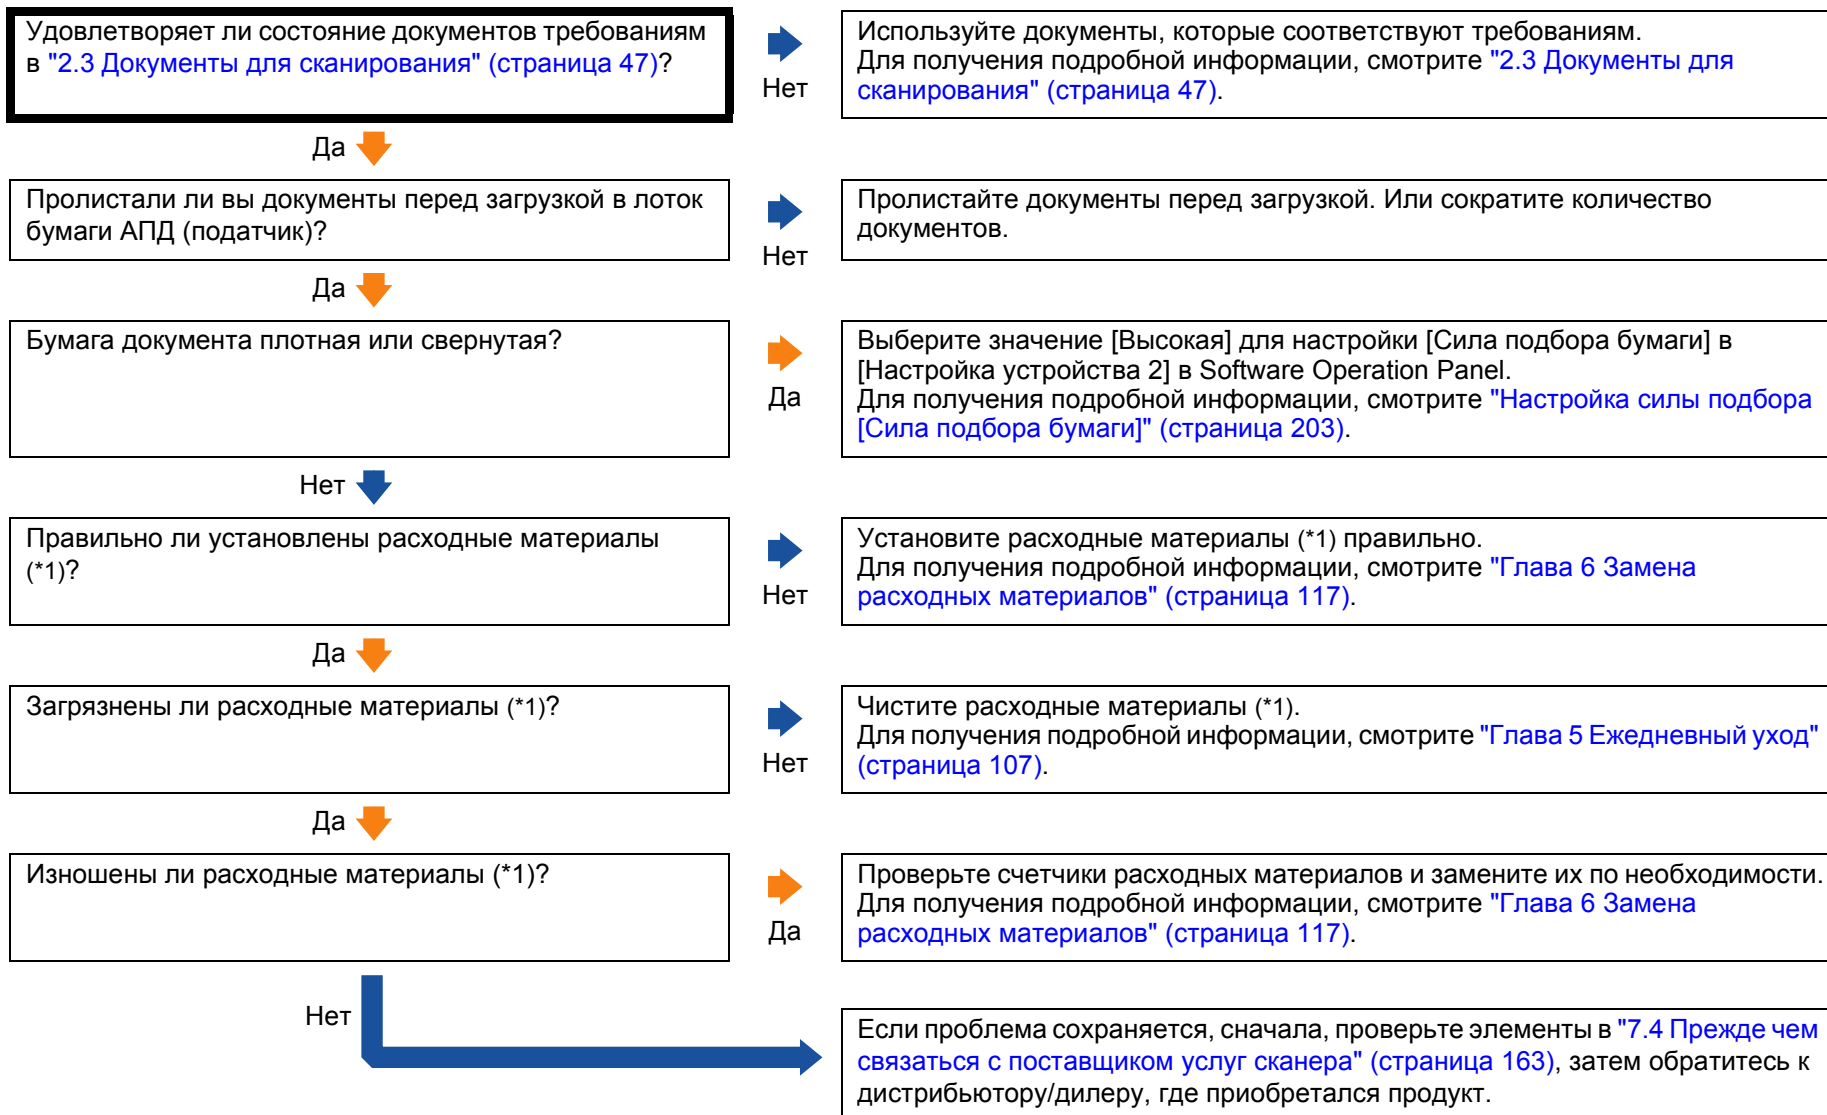 Удовлетворяет ли состояние документов требованиям
в "2.3 Документы для сканирования" (страница 47)?
Нет
Используйте документы, которые соответствуют требованиям.
Для получения подробной информации, смотрите "2.3 Документы для
сканирования" (страница 47).
Да
Пролистали ли вы документы перед загрузкой в лоток
бумаги АПД (податчик)?
Нет
Пролистайте документы перед загрузкой. Или сократите количество
документов.
Да
Бумага документа плотная или свернутая?
Да
Выберите значение [Высокая] для настройки [Сила подбора бумаги] в
[Настройка устройства 2] в Software Operation Panel.
Для получения подробной информации, смотрите "Настройка силы подбора
[Сила подбора бумаги]" (страница 203).
Нет
Правильно ли установлены расходные материалы
(*1)?
Нет
Установите расходные материалы (*1) правильно.
Для получения подробной информации, смотрите "Глава 6 Замена
расходных материалов" (страница 117).
Да
Загрязнены ли расходные материалы (*1)?
Нет
Чистите расходные материалы (*1).
Для получения подробной информации, смотрите "Глава 5 Ежедневный уход"
(страница 107).
Да
Изношены ли расходные материалы (*1)?
Да
Проверьте счетчики расходных материалов и замените их по необходимости.
Для получения подробной информации, смотрите "Глава 6 Замена
расходных материалов" (страница 117).
Нет
Если проблема сохраняется, сначала, проверьте элементы в "7.4 Прежде чем
связаться с поставщиком услуг сканера" (страница 163), затем обратитесь к
дистрибьютору/дилеру, где приобретался продукт.